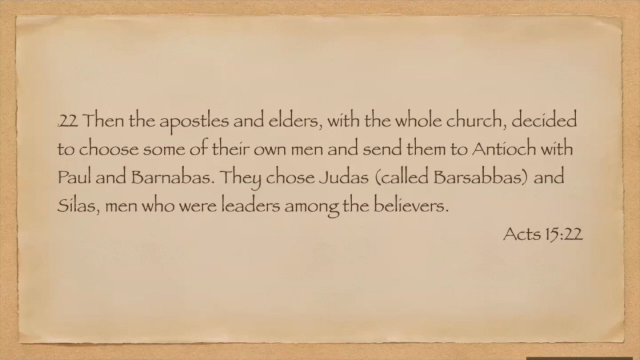 22 Then the apostles and elders, with the whole church, decided
to choose some of their own men and send them to Antioch with
Paul and Barnabas. They chose Judas (called Barsabbas) and
Silas, men who were leaders among the believers.
Acts 15:22